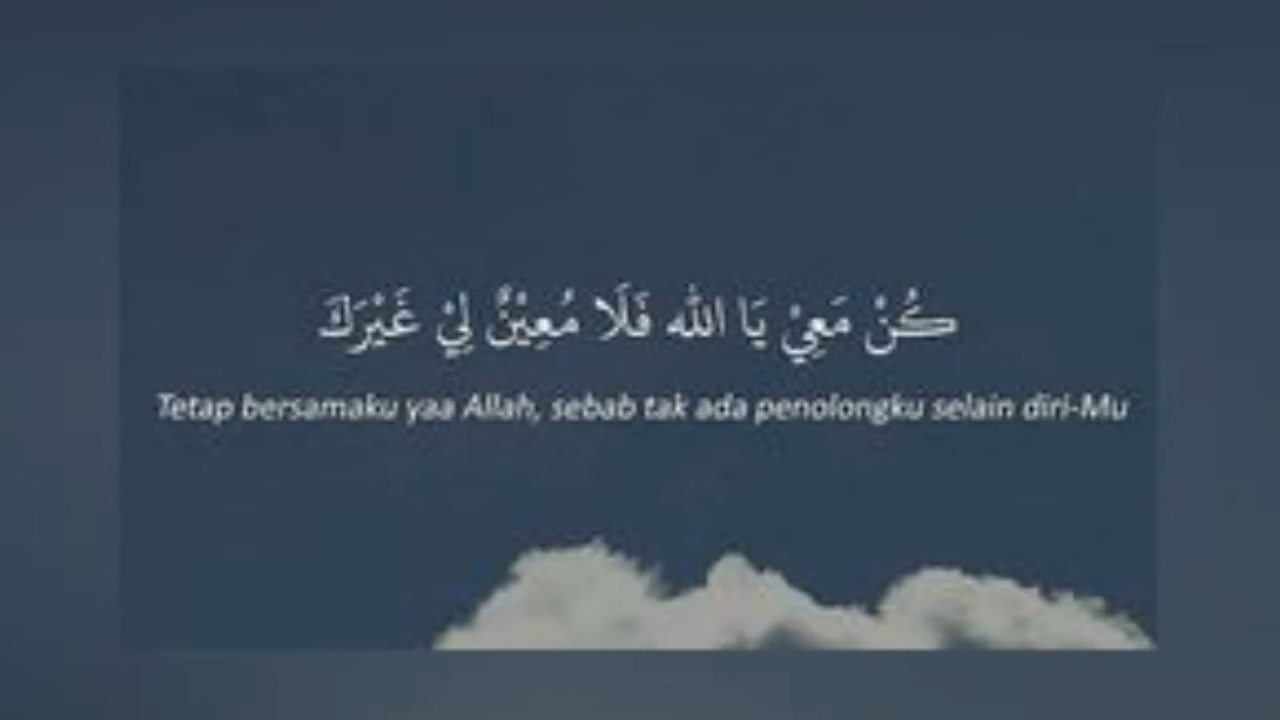 كُنْ مَعِيْ يَا الله فَلَا مُعِيْنٌ لِيْ غَيْرَكَ
Tetap bersamaku yaa Allah, sebab tak ada penolongku selain diri-Mu